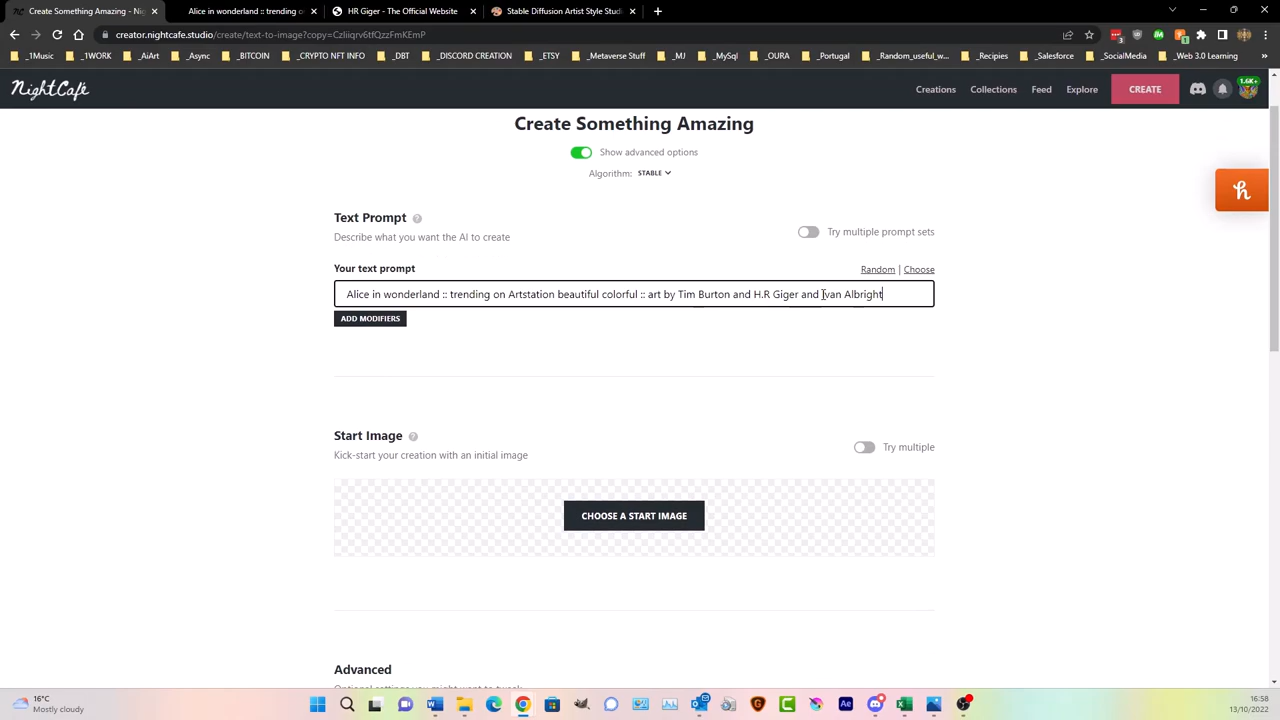 Create Something Amazing - Nig
Alice in wonderland :: trending o
HR Giger - The Official Website
Stable Diffusion Artist Style Stud
creator.nightcafe.studio/create/text-to-image?copy=Czliiqrv6tfQzzFmKEmP
_1Music
_1WORK
_AiArt
_Async
_BITCOIN
_CRYPTO NFT INFO
_DBT
_DISCORD CREATION
_ETSY
_Metaverse Stuff
_MJ
_MySql
_OURA
_Portugal
_Random_useful_w...
_Recipies
_Salesforce
_SocialMedia
_Web 3.0 Learning
NightCafé
Creations
Collections
Feed
Explore
CREATE
1.6K+
Create Something Amazing
Show advanced options
Algorithm: STABLE
Text Prompt
Describe what you want the AI to create
Try multiple prompt sets
Your text prompt
Random | Choose
Alice in wonderland :: trending on Artstation beautiful colorful :: art by Tim Burton and H.R Giger and Ivan Albright
ADD MODIFIERS
Start Image
Kick-start your creation with an initial image
Try multiple
CHOOSE A START IMAGE
Advanced
16°C
Mostly cloudy
16:58
13/10/2022